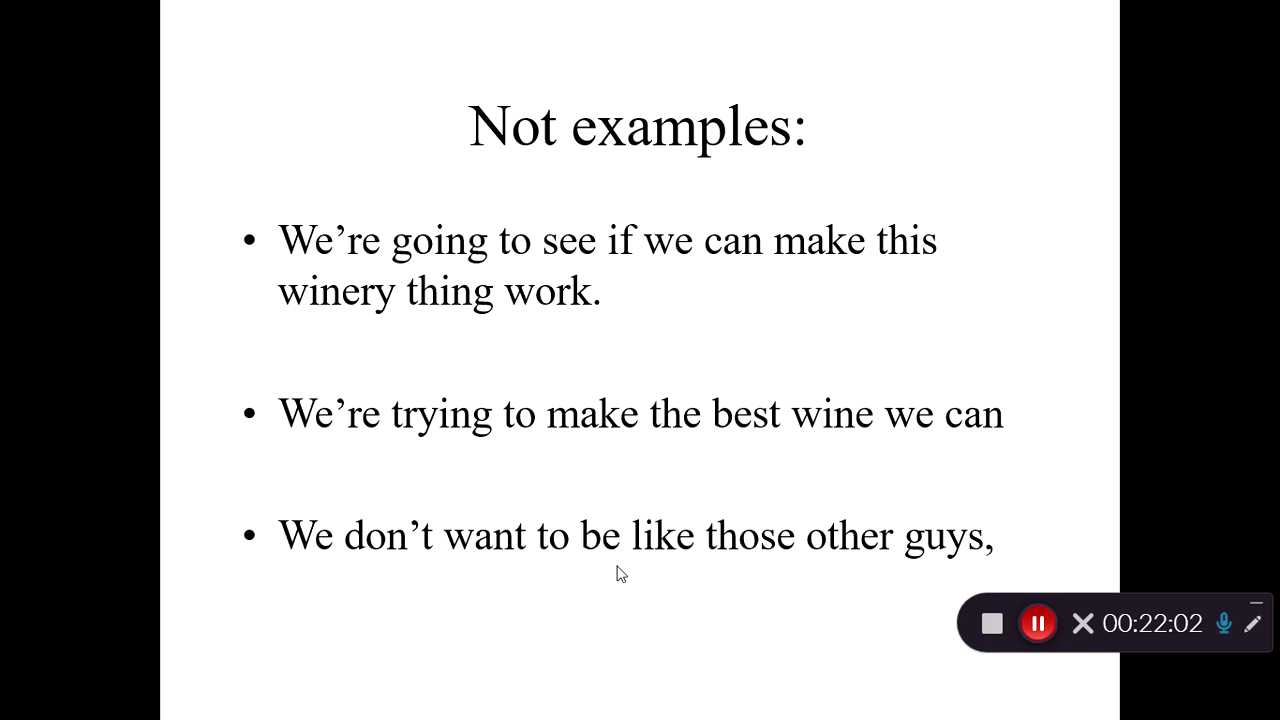 Not examples:
• We’re going to see if we can make this
winery thing work.
• We’re trying to make the best wine we can
• We don’t want to be like those other guys,
00:22:02